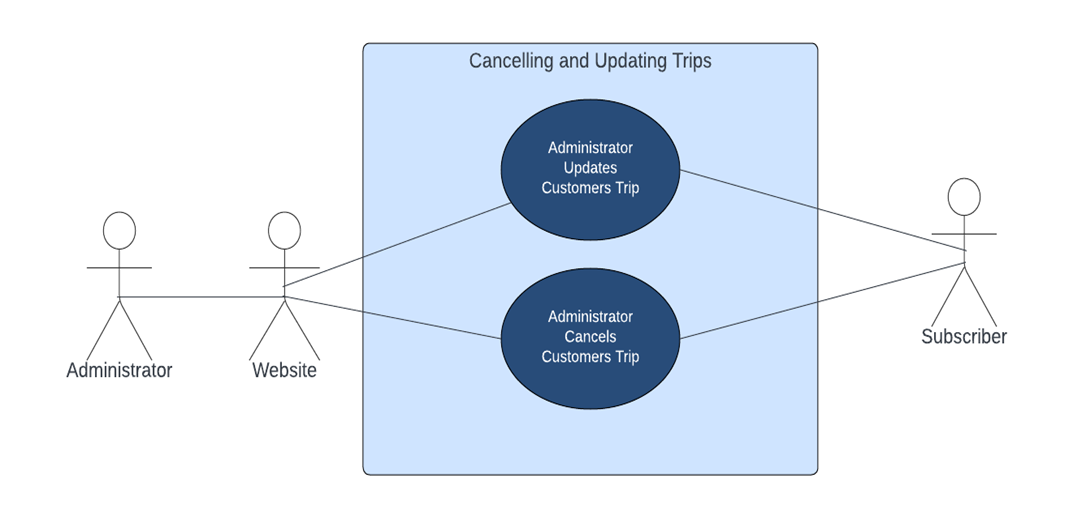 Cancelling and Updating Trips
Administrator
Updates
Customers Trip
Administrator
Cancels
Customers Trip
Administrator
Website
Subscriber